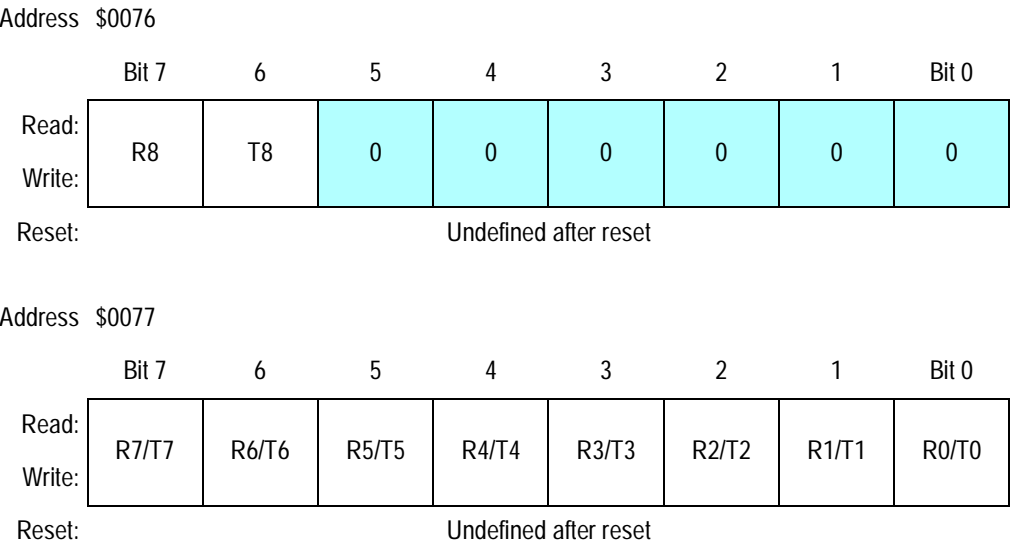 Address $0076
Bit 7 6 5 4 3 2 1 Bit 0
Read:
R8 T8 0 0 0 0 0 0
Write:
Reset: Undefined after reset
Address $0077
Bit 7 6 5 4 3 2 1 Bit 0
Read:
R7/T7 R6/T6 R5/T5 R4/T4 R3/T3 R2/T2 R1/T1 R0/T0
Write:
Reset: Undefined after reset